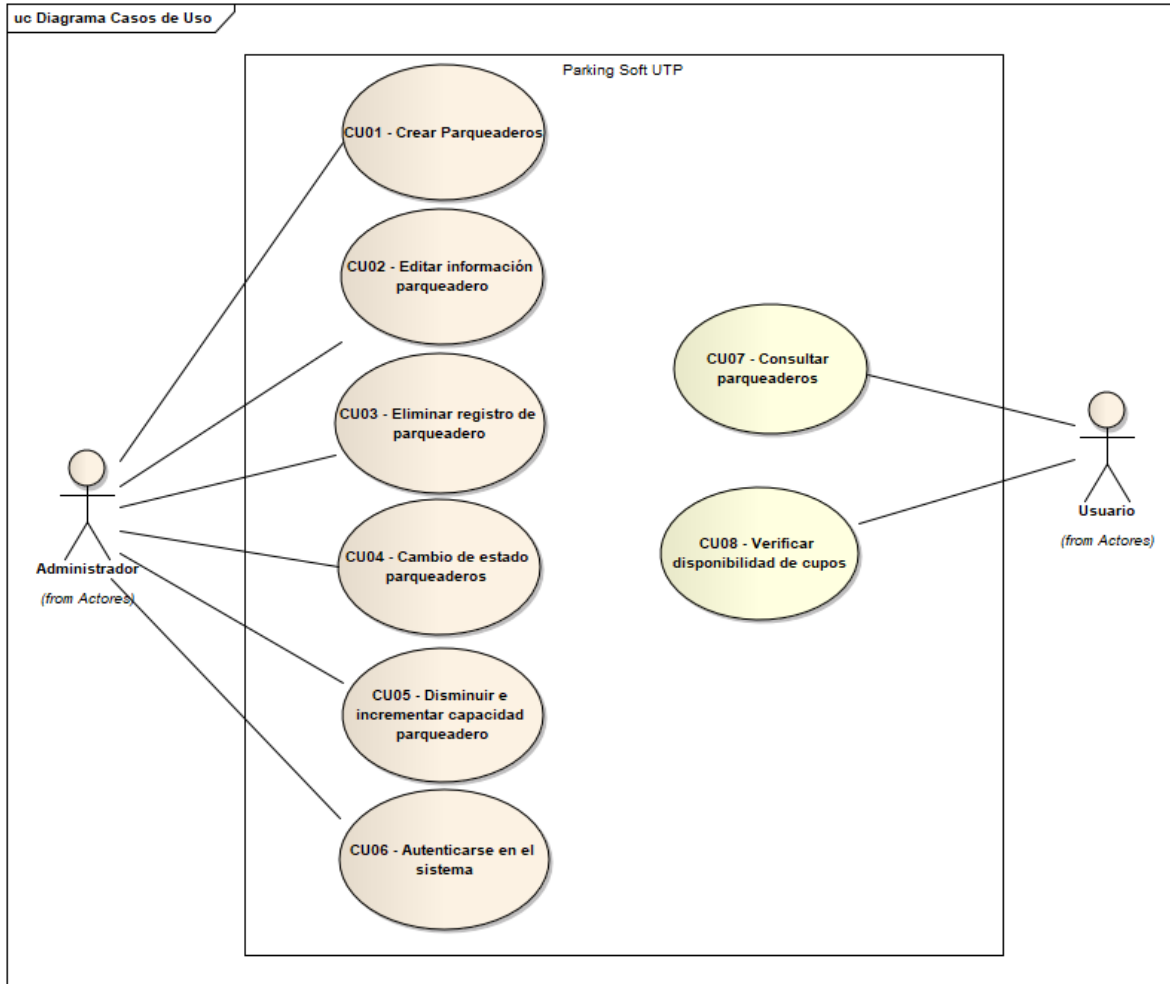 uc Diagrama Casos de Uso
Parking Soft UTP
CU01 - Crear Parqueaderos
CU02 - Editar información
parqueadero
CU03 - Eliminar registro de
parqueadero
CU04 - Cambio de estado
parqueaderos
CU05 - Disminuir e
incrementar capacidad
parqueadero
CU06 - Autenticarse en el
sistema
CU07 - Consultar
parqueaderos
CU08 - Verificar
disponibilidad de cupos
Administrador
(from Actores)
Usuario
(from Actores)